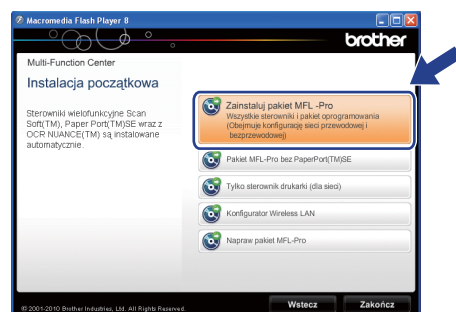 Macromedia Flash Player 8
brother
Multi-Function Center
Instalacja początkowa
Sterowniki wielofunkcyjne Scan
Soft(TM), Paper Port(TM)SE wraz z
OCR NUANCE(TM) są instalowane
automatycznie.
Zainstaluj pakiet MFL -Pro
Wszystkie sterowniki i pakiet oprogramowania
(Obejmuje konfigurację sieci przewodowej i
bezprzewodowej)
Pakiet MFL-Pro bez PaperPort(TM)SE
Tylko sterownik drukarki (dla sieci)
Konfigurator Wireless LAN
Napraw pakiet MFL-Pro
© 2001-2010 Brother Industries, Ltd. All Rights Reserved.
Wstecz
Zakończ